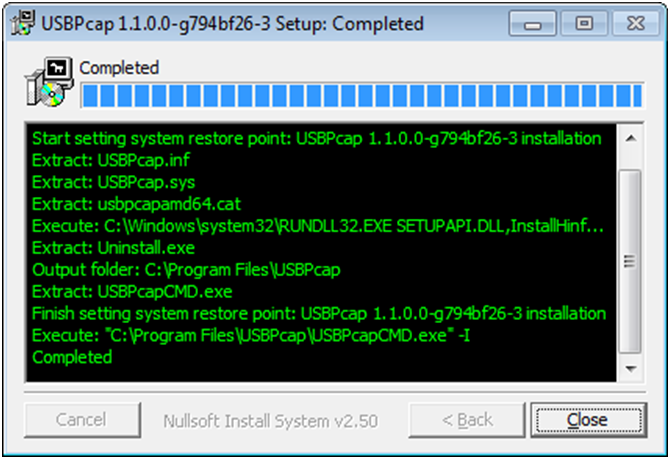 USBPcap 1.1.0.0-g794bf26-3 Setup: Completed
Completed
Start setting system restore point: USBPcap 1.1.0.0-g794bf26-3 installation
Extract: USBPcap.inf
Extract: USBPcap.sys
Extract: usbpcapamd64.cat
Execute: C:\Windows\system32\RUNDLL32.EXE SETUPAPI.DLL,InstallHinf...
Extract: Uninstall.exe
Output folder: C:\Program Files\USBPcap
Extract: USBPcapCMD.exe
Finish setting system restore point: USBPcap 1.1.0.0-g794bf26-3 installation
Execute: "C:\Program Files\USBPcap\USBPcapCMD.exe" -I
Completed
Cancel Nullsoft Install System v2.50 < Back Close